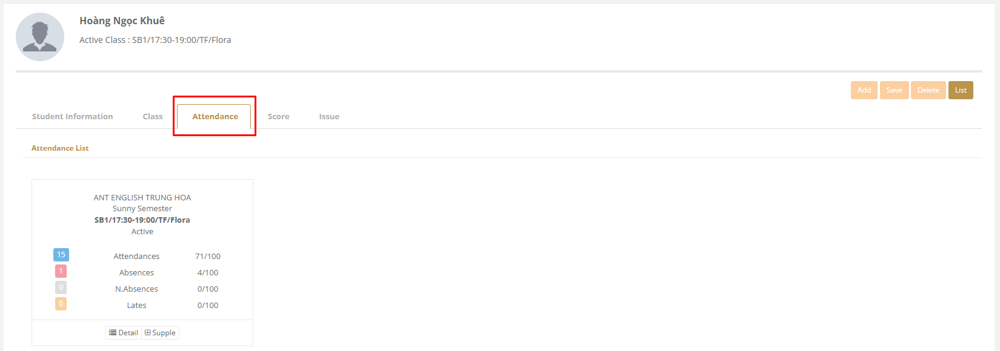 Hoàng Ngọc Khuê
Active Class : SB1/17:30-19:00/TF/Flora
Add Save Delete List
Student Information Class Attendance Score Issue
Attendance List
ANT ENGLISH TRUNG HOA
Sunny Semester
SB1/17:30-19:00/TF/Flora
Active
15 Attendances 71/100
1 Absences 4/100
0 N.Absences 0/100
0 Lates 0/100
Detail Supple